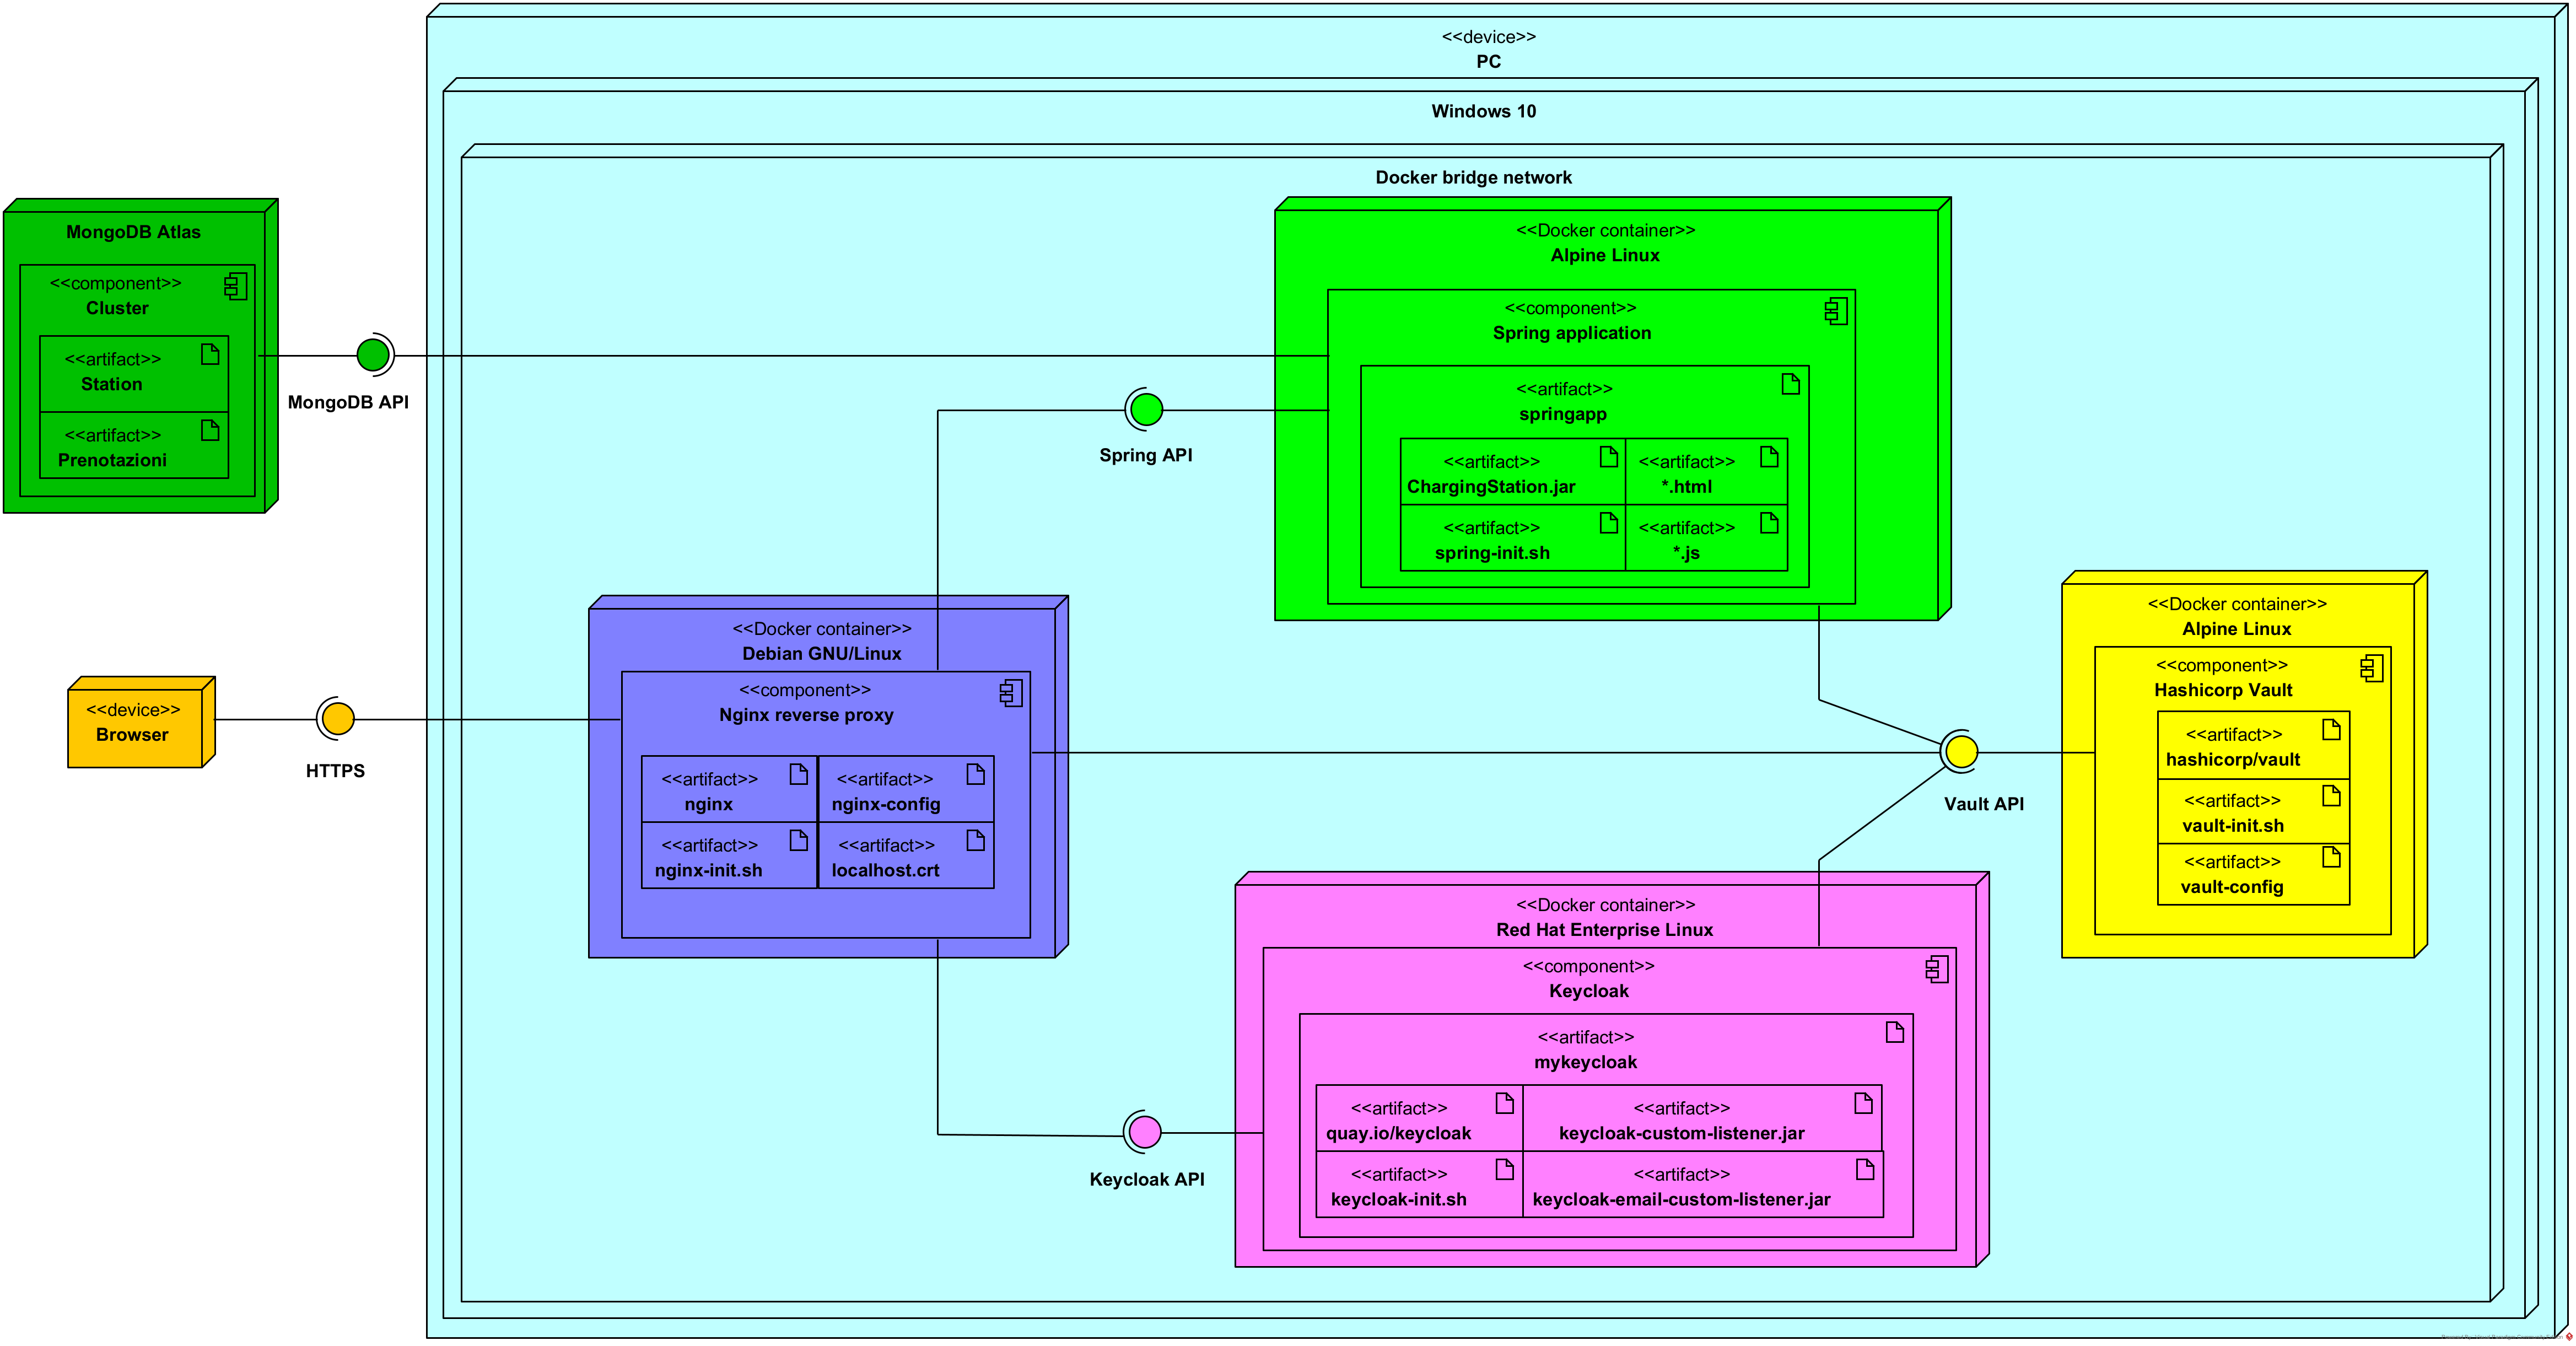 <<device>>
PC
Windows 10
Docker bridge network
MongoDB Atlas
<<component>>
Cluster
<<artifact>>
Station
<<artifact>>
Prenotazioni
MongoDB API
<<Docker container>>
Alpine Linux
<<component>>
Spring application
<<artifact>>
springapp
<<artifact>>
ChargingStation.jar
<<artifact>>
*.html
<<artifact>>
spring-init.sh
<<artifact>>
*.js
Spring API
<<device>>
Browser
HTTPS
<<Docker container>>
Debian GNU/Linux
<<component>>
Nginx reverse proxy
<<artifact>>
nginx
<<artifact>>
nginx-config
<<artifact>>
nginx-init.sh
<<artifact>>
localhost.crt
<<Docker container>>
Alpine Linux
<<component>>
Hashicorp Vault
<<artifact>>
hashicorp/vault
<<artifact>>
vault-init.sh
<<artifact>>
vault-config
Vault API
<<Docker container>>
Red Hat Enterprise Linux
<<component>>
Keycloak
<<artifact>>
mykeycloak
<<artifact>>
quay.io/keycloak
<<artifact>>
keycloak-custom-listener.jar
<<artifact>>
keycloak-init.sh
<<artifact>>
keycloak-email-custom-listener.jar
Keycloak API